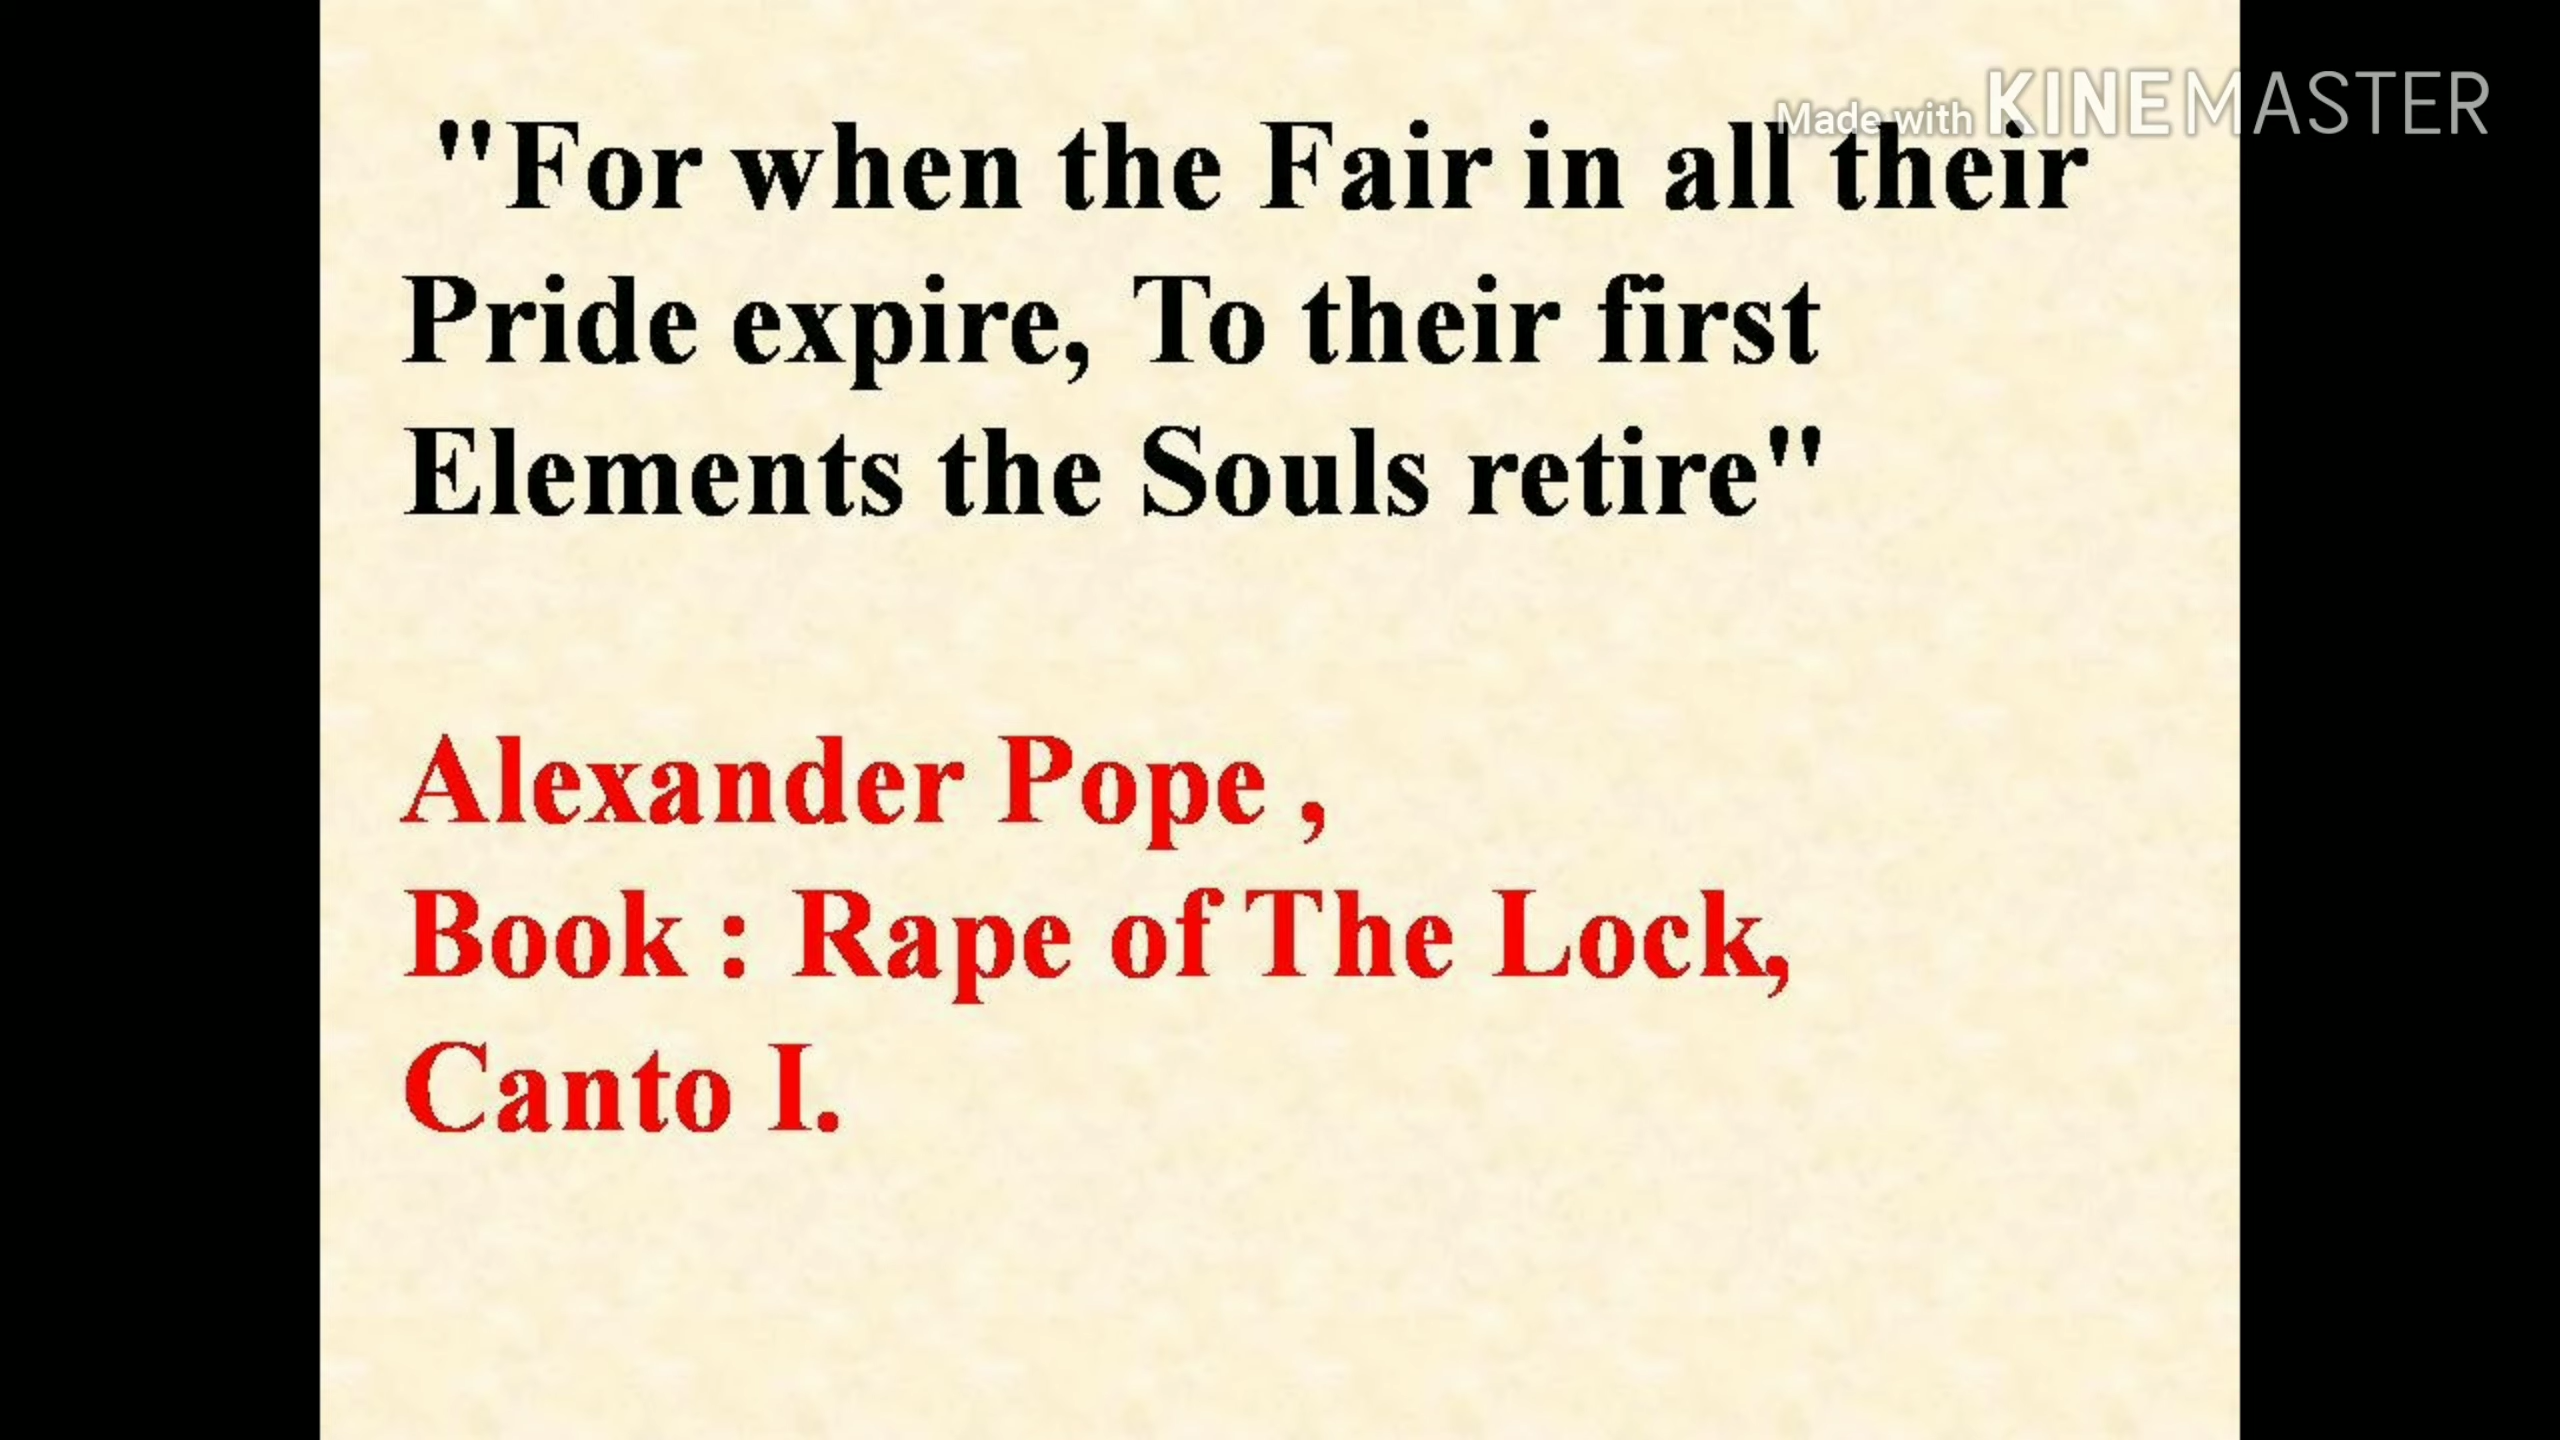 Made with KINEMASTER
"For when the Fair in all their
Pride expire, To their first
Elements the Souls retire"
Alexander Pope ,
Book : Rape of The Lock,
Canto I.